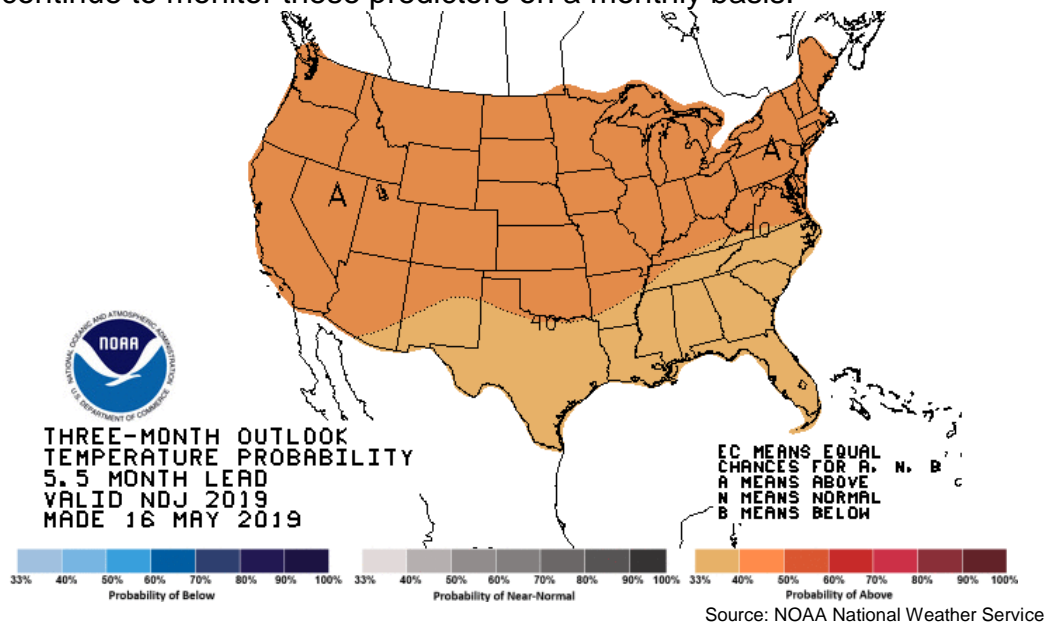 continue to monitor these predictors on a monthly basis.
A
A
40
40
NATIONAL OCEANIC AND ATMOSPHERIC ADMINISTRATION
NOAA
U.S. DEPARTMENT OF COMMERCE
THREE-MONTH OUTLOOK
TEMPERATURE PROBABILITY
5.5 MONTH LEAD
VALID NDJ 2019
MADE 16 MAY 2019
EC MEANS EQUAL
CHANCES FOR A, N, B
A MEANS ABOVE
N MEANS NORMAL
B MEANS BELOW
33% 40% 50% 60% 70% 80% 90% 100%
Probability of Below
33% 40% 50% 60% 70% 80% 90% 100%
Probability of Near-Normal
33% 40% 50% 60% 70% 80% 90% 100%
Probability of Above
Source: NOAA National Weather Service